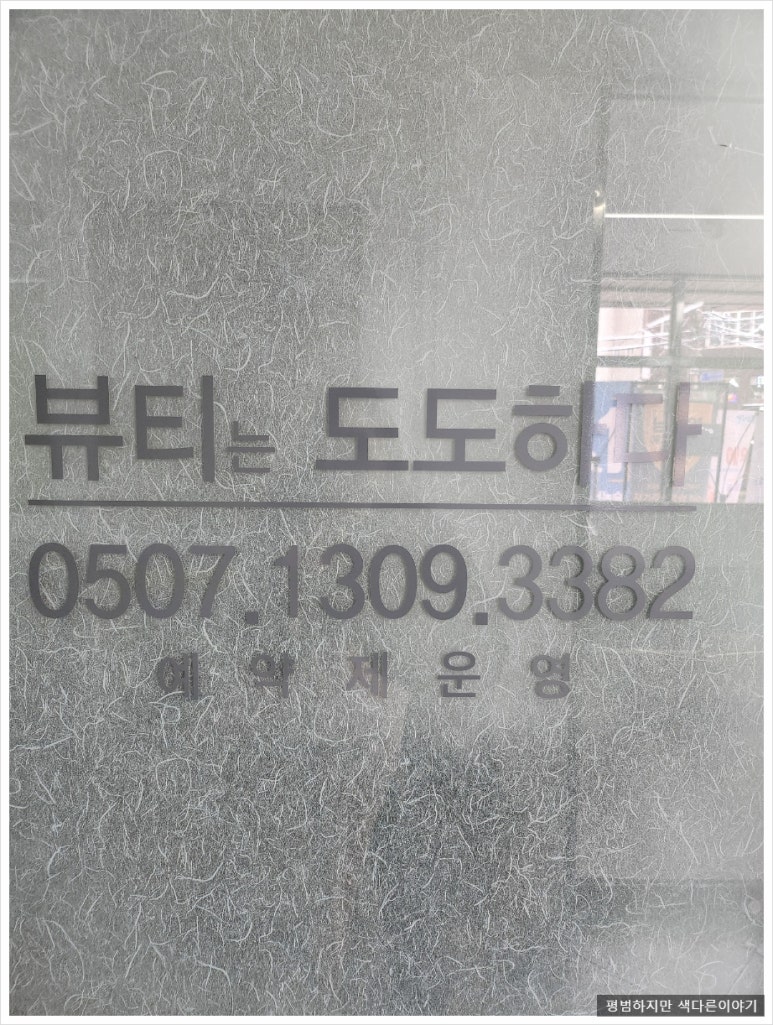 뷰티는 도도하다
0507.1309.3382
예약제운영
평범하지만 색다른이야기